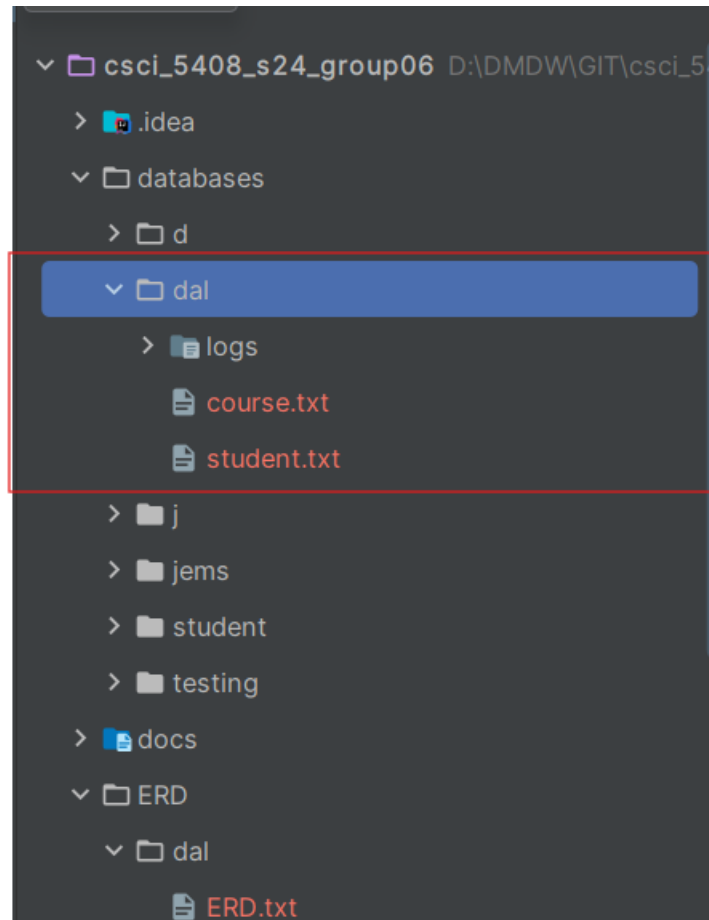 csci_5408_s24_group06 D:\DMDW\GIT\csci_5
.idea
databases
d
dal
logs
course.txt
student.txt
j
jems
student
testing
docs
ERD
dal
ERD.txt